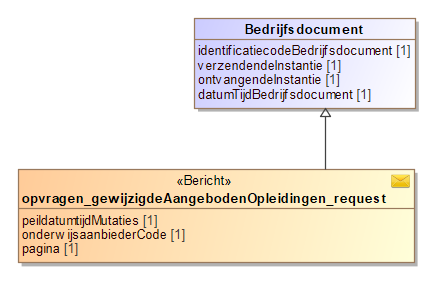 Bedrijfsdocument
identificatiecodeBedrijfsdocument [1]
verzendendeInstantie [1]
ontvangendeInstantie [1]
datumTijdBedrijfsdocument [1]
«Bericht»
opvragen_gewijzigdeAangebodenOpleidingen_request
peildatumtijdMutaties [1]
onderwijsaanbiederCode [1]
pagina [1]